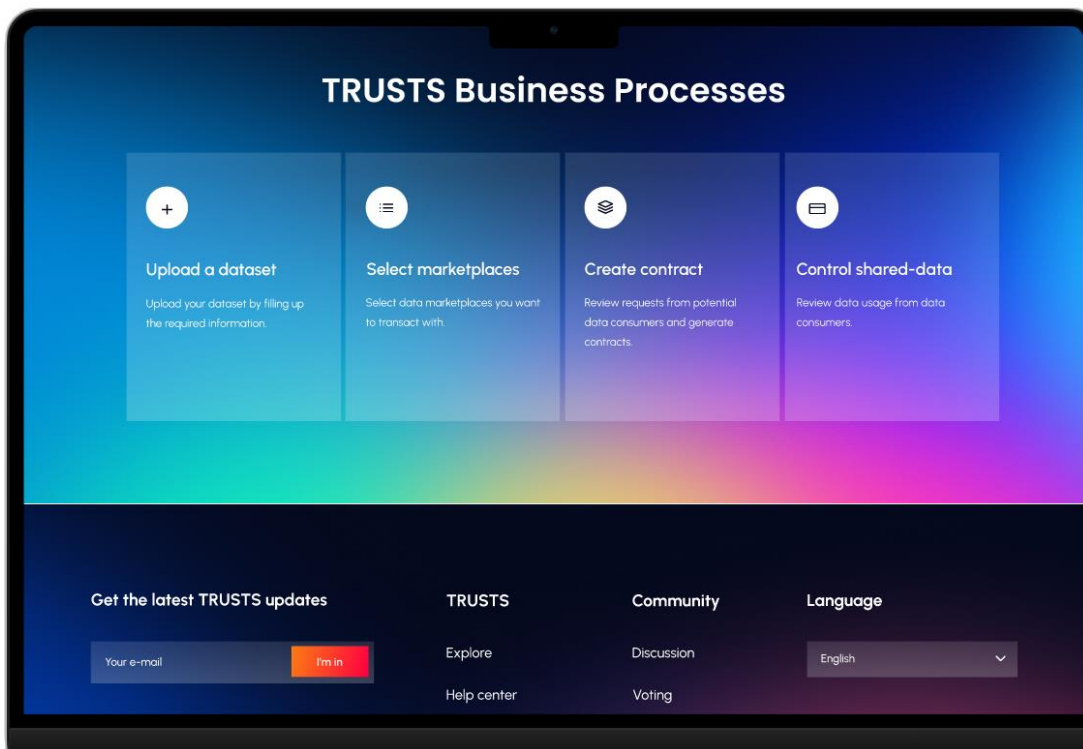 TRUSTS Business Processes
Upload a dataset
Upload your dataset by filling up
the required information.
Select marketplaces
Select data marketplaces you want
to transact with.
Create contract
Review requests from potential
data consumers and generate
contracts.
Control shared-data
Review data usage from data
consumers.
Get the latest TRUSTS updates
Your e-mail
I'm in
TRUSTS
Explore
Help center
Community
Discussion
Voting
Language
English